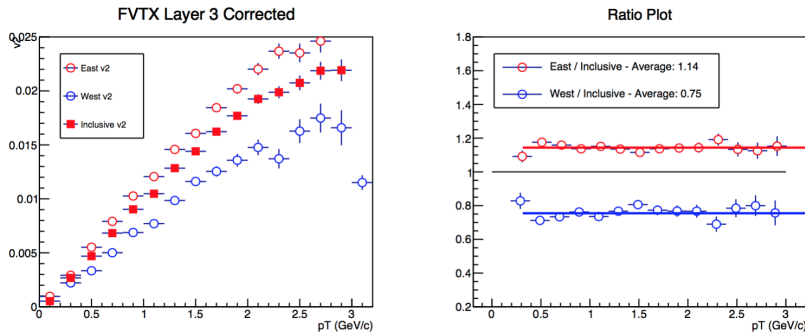 FVTX Layer 3 Corrected
v2
0.025
0.02
0.015
0.01
0.005
0
East v2
West v2
Inclusive v2
0 0.5 1 1.5 2 2.5 3
pT (GeV/c)
Ratio Plot
1.8
1.6
1.4
1.2
1
0.8
0.6
0.4
0.2
East / Inclusive - Average: 1.14
West / Inclusive - Average: 0.75
0 0.5 1 1.5 2 2.5 3
pT (GeV/c)